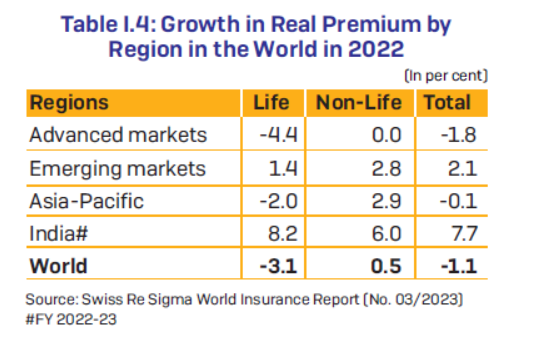 Table I.4: Growth in Real Premium by
Region in the World in 2022
(In per cent)
Regions Life Non-Life Total
Advanced markets -4.4 0.0 -1.8
Emerging markets 1.4 2.8 2.1
Asia-Pacific -2.0 2.9 -0.1
India# 8.2 6.0 7.7
World -3.1 0.5 -1.1
Source: Swiss Re Sigma World Insurance Report (No. 03/2023)
#FY 2022-23